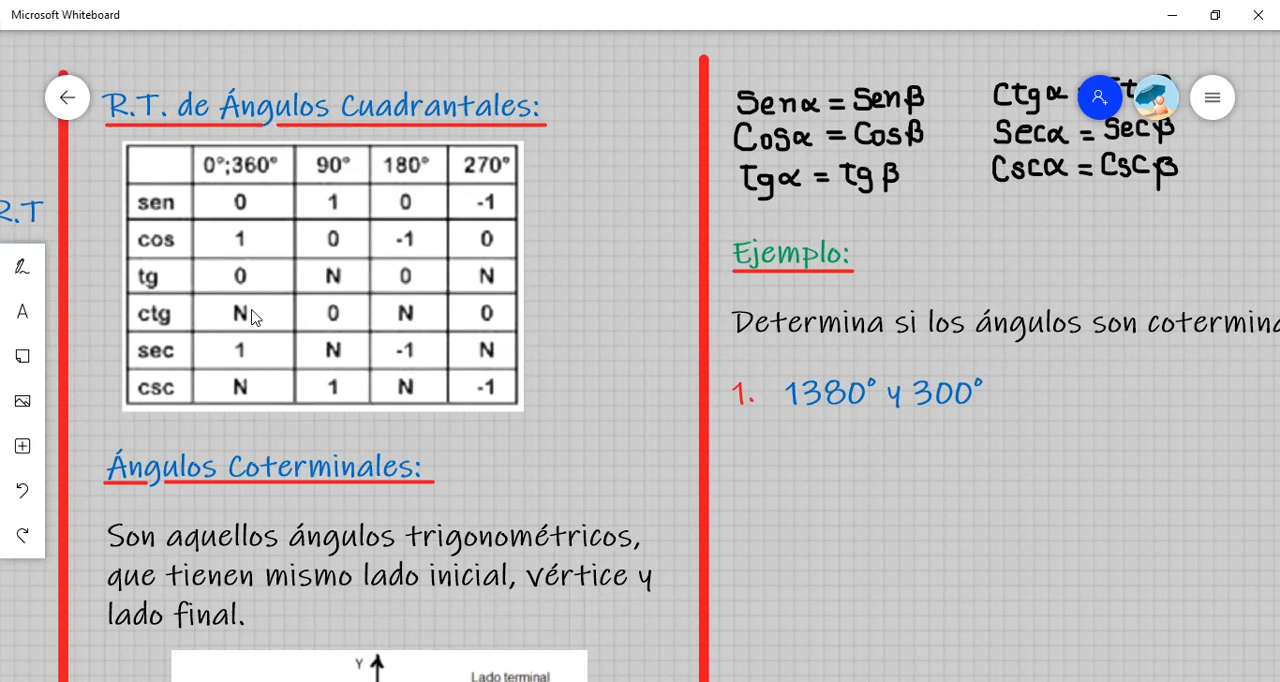 Microsoft Whiteboard
R.T
R.T. de Ángulos Cuadrantales:
0°;360° 90° 180° 270°
sen 0 1 0 -1
cos 1 0 -1 0
tg 0 N 0 N
ctg N 0 N 0
sec 1 N -1 N
csc N 1 N -1
Ángulos Coterminales:
Son aquellos ángulos trigonométricos,
que tienen mismo lado inicial, vértice y
lado final.
Y
Lado terminal
Senα = Senβ
Cosα = Cosβ
tgα = tgβ
Ctgα
Secα = Secβ
Cscα = Cscβ
Ejemplo:
Determina si los ángulos son
1. 1380° y 300°